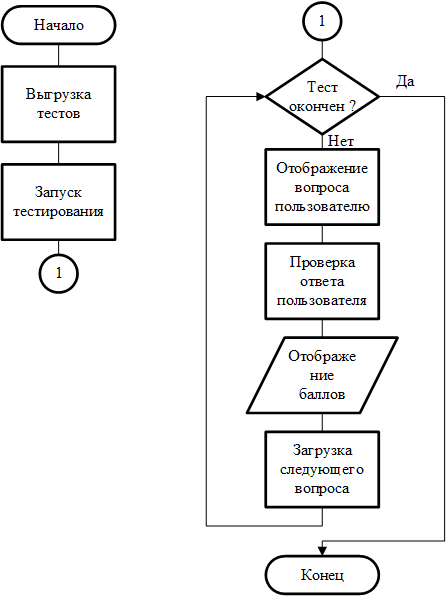 Начало
Выгрузка
тестов
Запуск
тестирования
1
1
Тест
окончен ?
Да
Нет
Отображение
вопроса
пользователю
Проверка
ответа
пользователя
Отображе
ние
баллов
Загрузка
следующего
вопроса
Конец